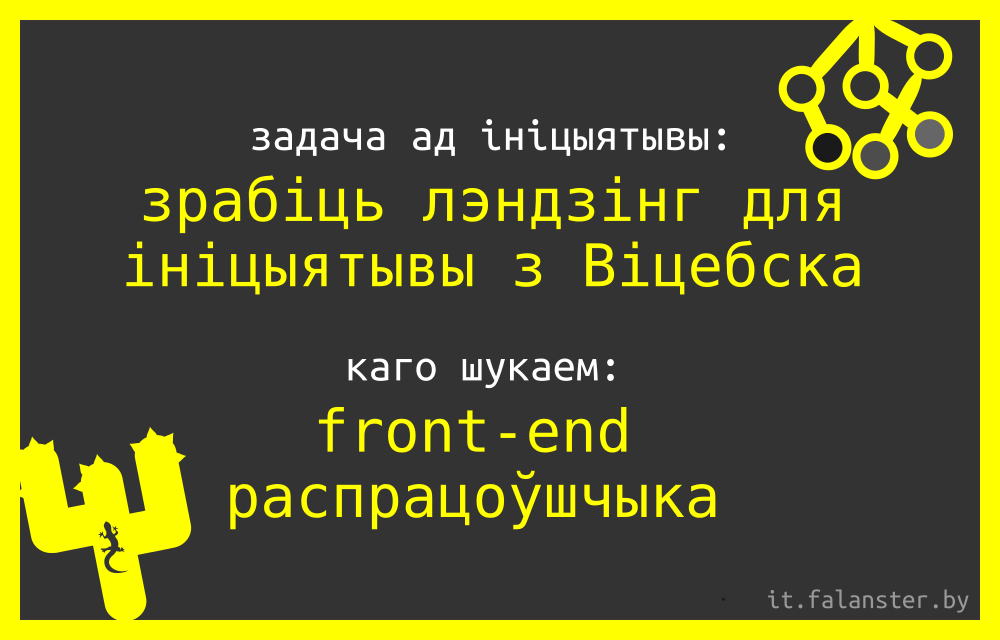 задача ад ініцыятывы:
зрабіць лэндзінг для
ініцыятывы з Віцебска
каго шукаем:
front-end
распрацоўшчыка
it.falanster.by